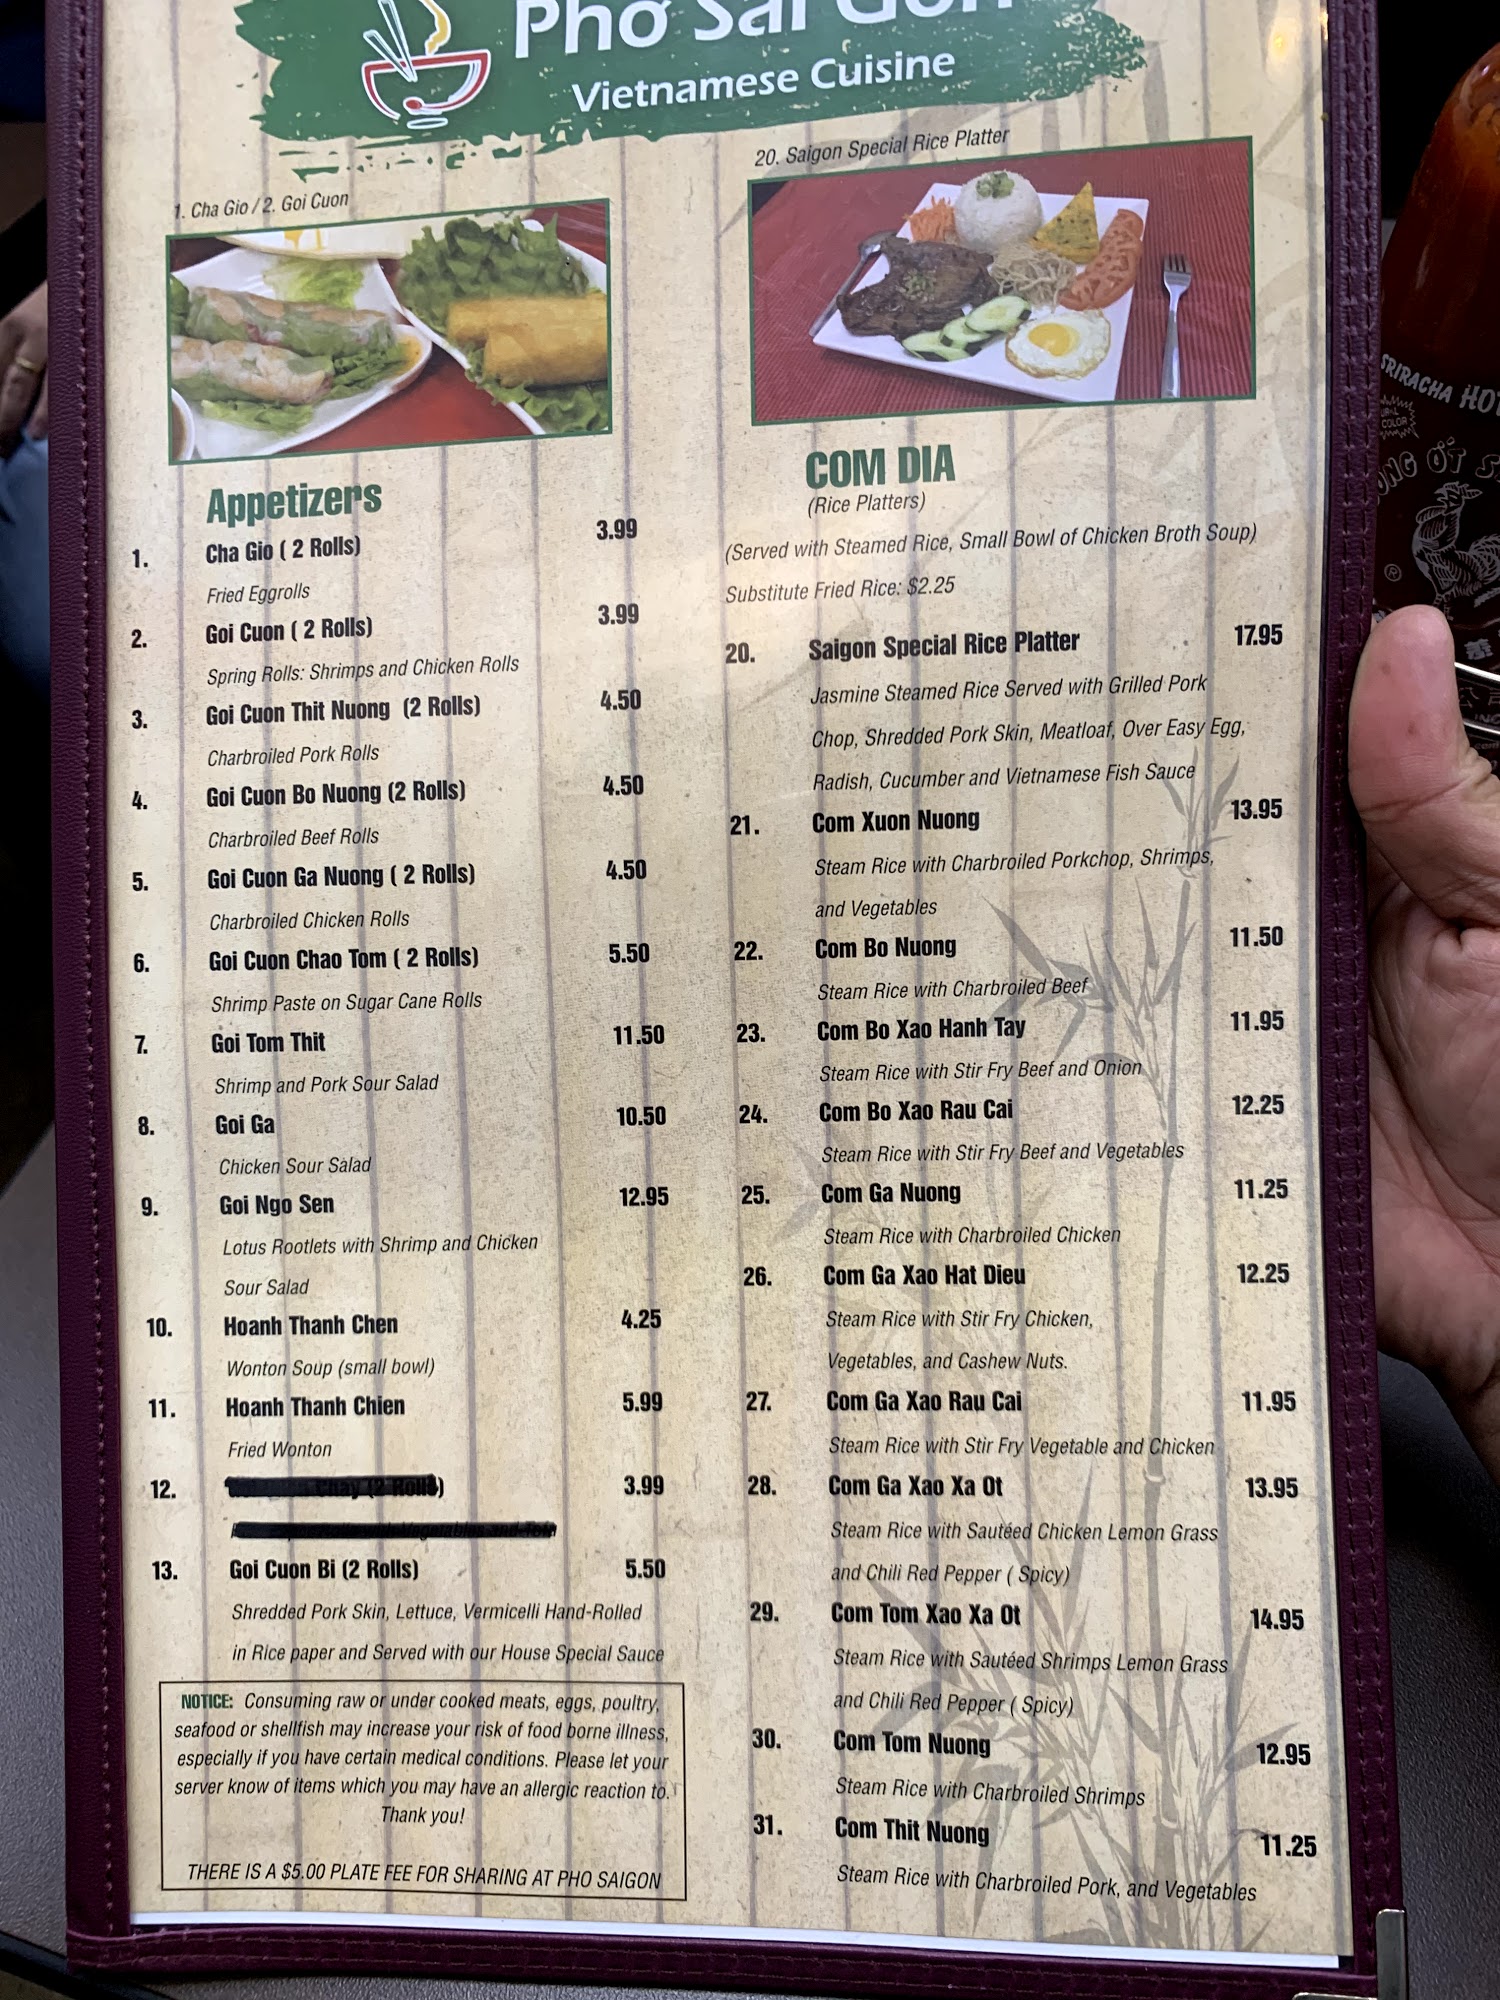 Pho Sai Gon
Vietnamese Cuisine
1. Cha Gio / 2. Goi Cuon
20. Saigon Special Rice Platter
Appetizers
1. Cha Gio ( 2 Rolls) 3.99
Fried Eggrolls
2. Goi Cuon ( 2 Rolls) 3.99
Spring Rolls: Shrimps and Chicken Rolls
3. Goi Cuon Thit Nuong (2 Rolls) 4.50
Charbroiled Pork Rolls
4. Goi Cuon Bo Nuong (2 Rolls) 4.50
Charbroiled Beef Rolls
5. Goi Cuon Ga Nuong ( 2 Rolls) 4.50
Charbroiled Chicken Rolls
6. Goi Cuon Chao Tom ( 2 Rolls) 5.50
Shrimp Paste on Sugar Cane Rolls
7. Goi Tom Thit 11.50
Shrimp and Pork Sour Salad
8. Goi Ga 10.50
Chicken Sour Salad
9. Goi Ngo Sen 12.95
Lotus Rootlets with Shrimp and Chicken
Sour Salad
10. Hoanh Thanh Chen 4.25
Wonton Soup (small bowl)
11. Hoanh Thanh Chien 5.99
Fried Wonton
12. Chay (2 Rolls) 3.99
Vegetables and Tofu
13. Goi Cuon Bi (2 Rolls) 5.50
Shredded Pork Skin, Lettuce, Vermicelli Hand-Rolled
in Rice paper and Served with our House Special Sauce
NOTICE: Consuming raw or under cooked meats, eggs, poultry,
seafood or shellfish may increase your risk of food borne illness,
especially if you have certain medical conditions. Please let your
server know of items which you may have an allergic reaction to.
Thank you!
THERE IS A $5.00 PLATE FEE FOR SHARING AT PHO SAIGON
COM DIA
(Rice Platters)
(Served with Steamed Rice, Small Bowl of Chicken Broth Soup)
Substitute Fried Rice: $2.25
20. Saigon Special Rice Platter 17.95
Jasmine Steamed Rice Served with Grilled Pork
Chop, Shredded Pork Skin, Meatloaf, Over Easy Egg,
Radish, Cucumber and Vietnamese Fish Sauce
21. Com Xuon Nuong 13.95
Steam Rice with Charbroiled Porkchop, Shrimps,
and Vegetables
22. Com Bo Nuong 11.50
Steam Rice with Charbroiled Beef
23. Com Bo Xao Hanh Tay 11.95
Steam Rice with Stir Fry Beef and Onion
24. Com Bo Xao Rau Cai 12.25
Steam Rice with Stir Fry Beef and Vegetables
25. Com Ga Nuong 11.25
Steam Rice with Charbroiled Chicken
26. Com Ga Xao Hat Dieu 12.25
Steam Rice with Stir Fry Chicken,
Vegetables, and Cashew Nuts.
27. Com Ga Xao Rau Cai 11.95
Steam Rice with Stir Fry Vegetable and Chicken
28. Com Ga Xao Xa Ot 13.95
Steam Rice with Sautéed Chicken Lemon Grass
and Chili Red Pepper ( Spicy)
29. Com Tom Xao Xa Ot 14.95
Steam Rice with Sautéed Shrimps Lemon Grass
and Chili Red Pepper ( Spicy)
30. Com Tom Nuong 12.95
Steam Rice with Charbroiled Shrimps
31. Com Thit Nuong 11.25
Steam Rice with Charbroiled Pork, and Vegetables
SRIRACHA HOT
COLOR
ỚT